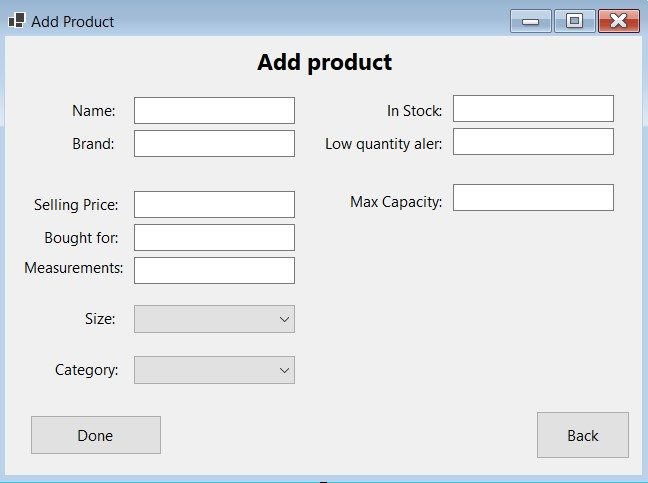 Add Product
Add product
Name:
Brand:
Selling Price:
Bought for:
Measurements:
Size:
Category:
In Stock:
Low quantity aler:
Max Capacity:
Done
Back